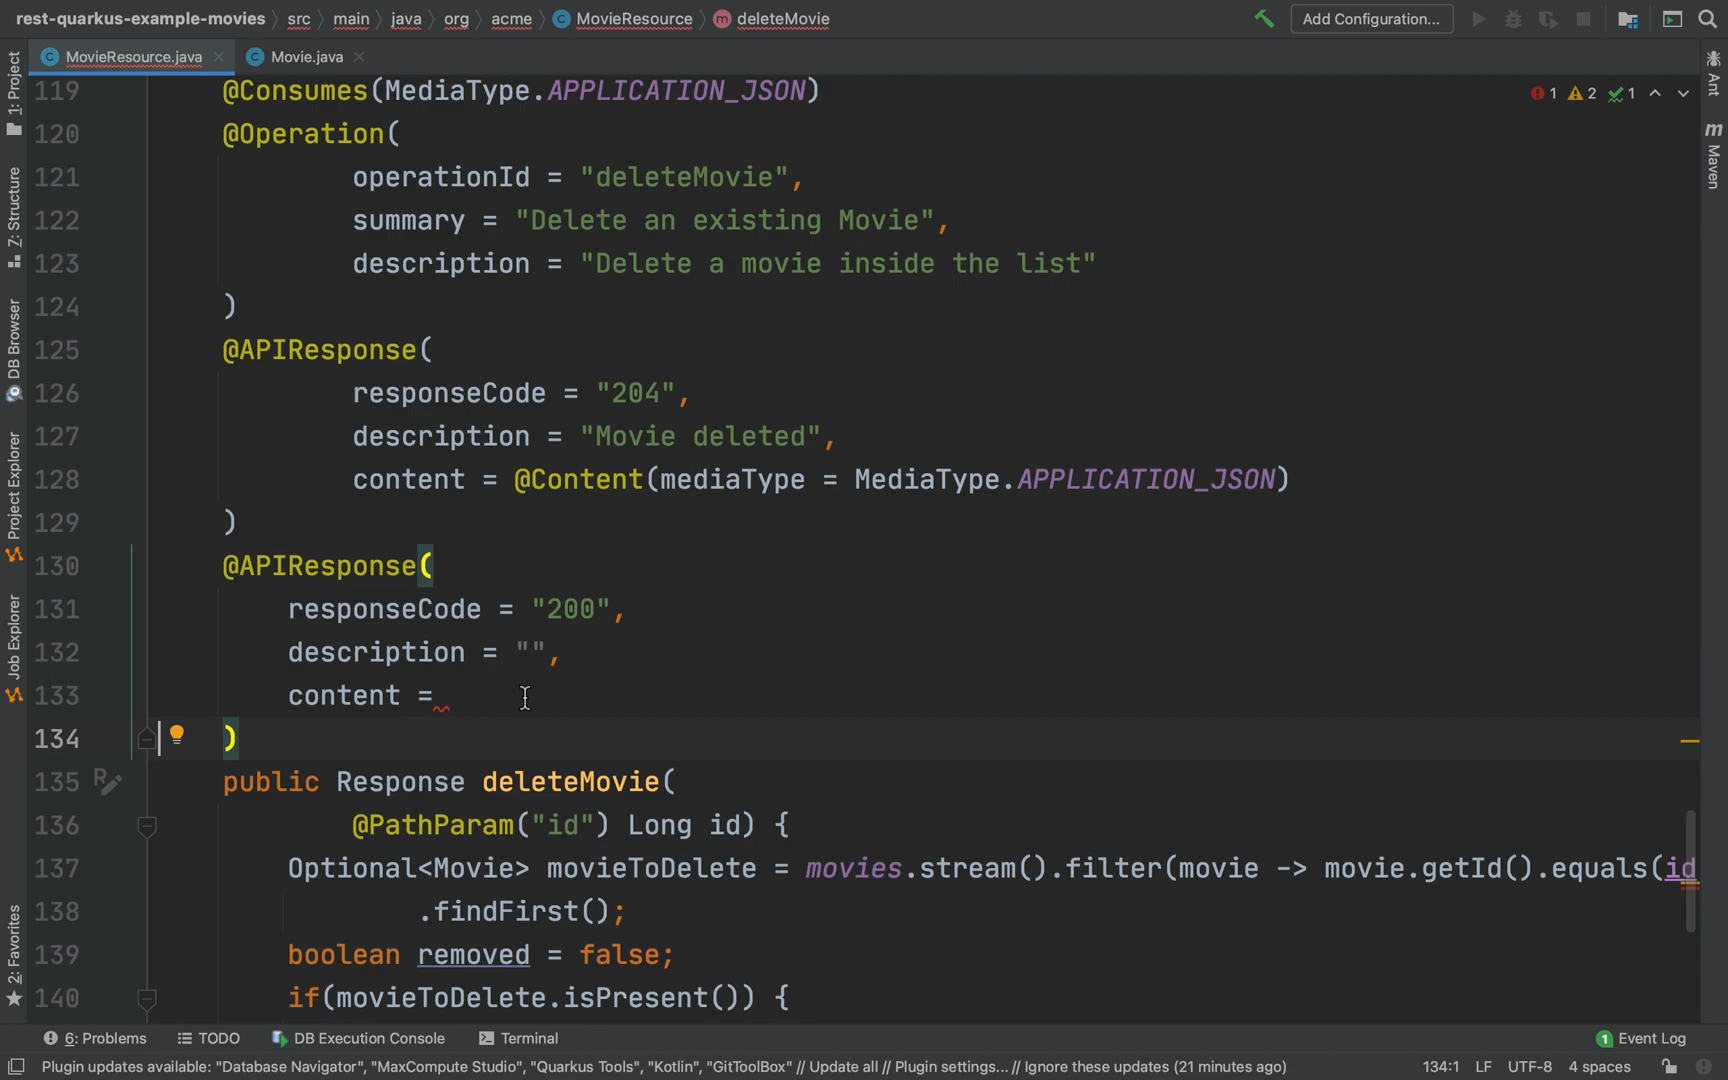 rest-quarkus-example-movies src main java org acme MovieResource deleteMovie Add Configuration...
MovieResource.java Movie.java
1 2 1
119 @Consumes(MediaType.APPLICATION_JSON)
120 @Operation(
121 operationId = "deleteMovie",
122 summary = "Delete an existing Movie",
123 description = "Delete a movie inside the list"
124 )
125 @APIResponse(
126 responseCode = "204",
127 description = "Movie deleted",
128 content = @Content(mediaType = MediaType.APPLICATION_JSON)
129 )
130 @APIResponse(
131 responseCode = "200",
132 description = "",
133 content =
134 )
135 public Response deleteMovie(
136 @PathParam("id") Long id) {
137 Optional<Movie> movieToDelete = movies.stream().filter(movie -> movie.getId().equals(id
138 .findFirst();
139 boolean removed = false;
140 if(movieToDelete.isPresent()) {
1: Project
Z: Structure
DB Browser
Project Explorer
Job Explorer
2: Favorites
Ant
Maven
6: Problems TODO DB Execution Console Terminal 1 Event Log
Plugin updates available: "Database Navigator", "MaxCompute Studio", "Quarkus Tools", "Kotlin", "GitToolBox" // Update all // Plugin settings... // Ignore these updates (21 minutes ago) 134:1 LF UTF-8 4 spaces